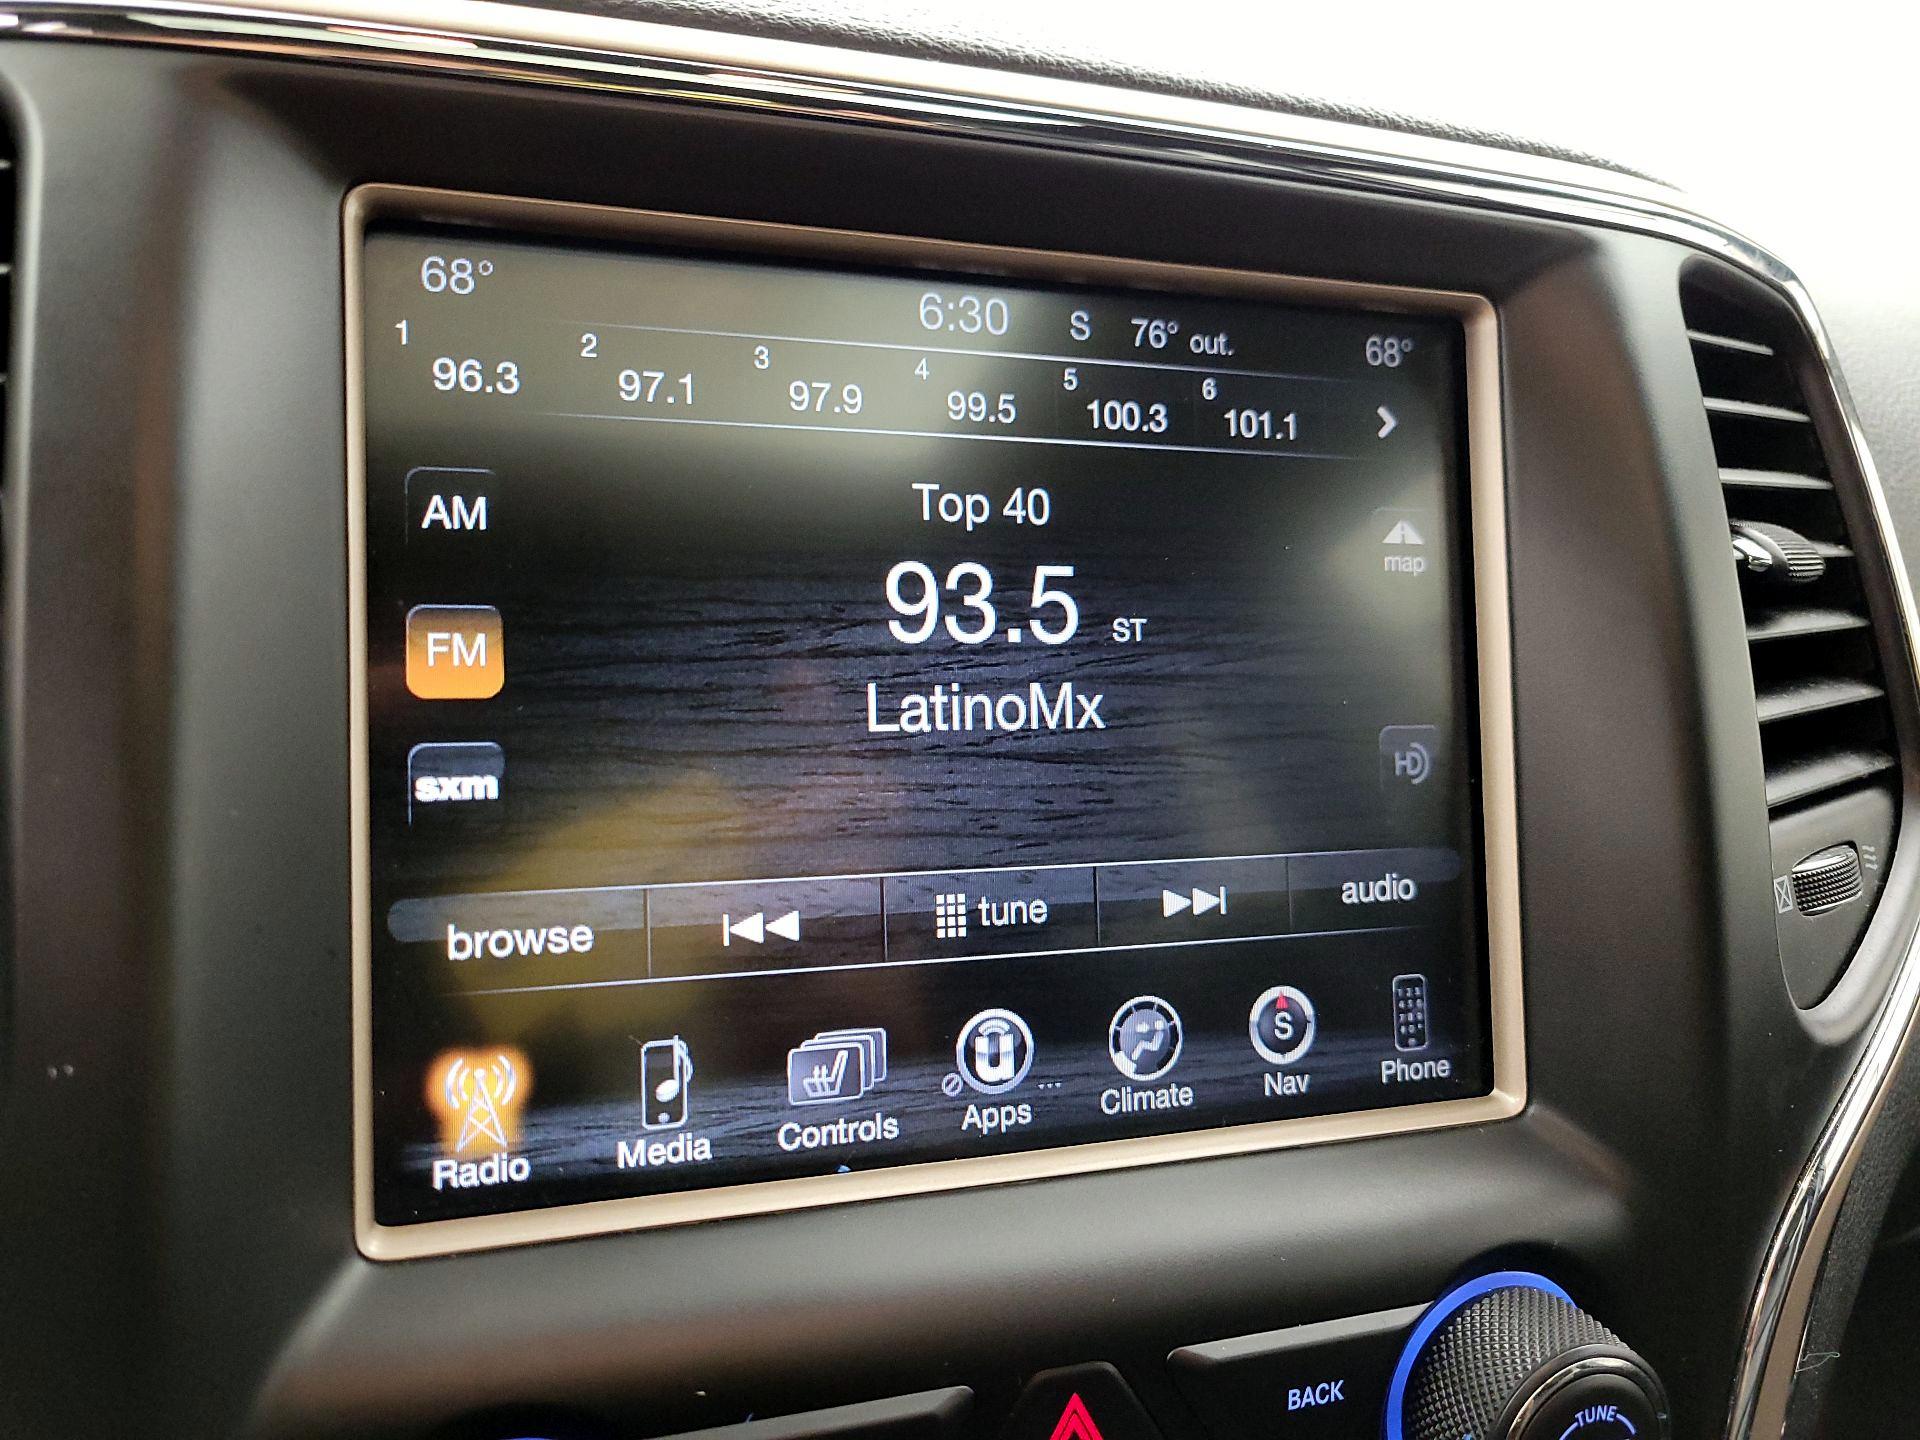 68° 6:30 S 76° out. 68°
1 96.3 2 97.1 3 97.9 4 99.5 5 100.3 6 101.1
AM
Top 40
map
93.5 ST
FM
LatinoMx
HD
sxm
browse tune audio
Radio Media Controls Apps Climate S Nav Phone
BACK
TUNE